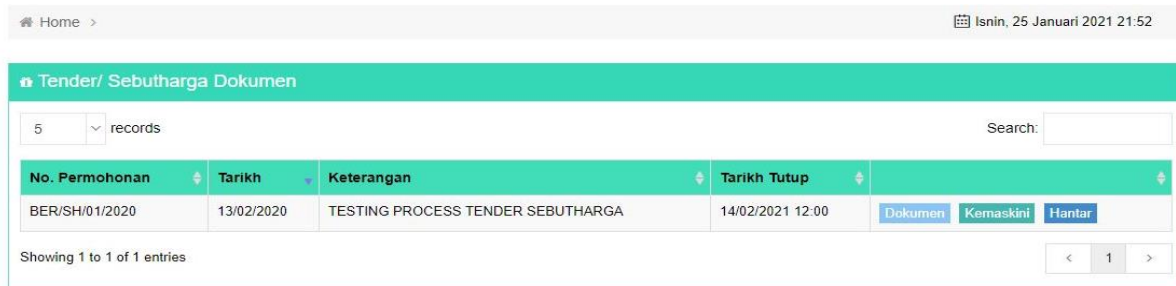 Home >
Isnin, 25 Januari 2021 21:52
Tender/ Sebutharga Dokumen
5 records
Search:
No. Permohonan Tarikh Keterangan Tarikh Tutup
BER/SH/01/2020 13/02/2020 TESTING PROCESS TENDER SEBUTHARGA 14/02/2021 12:00 Dokumen Kemaskini Hantar
Showing 1 to 1 of 1 entries
< 1 >